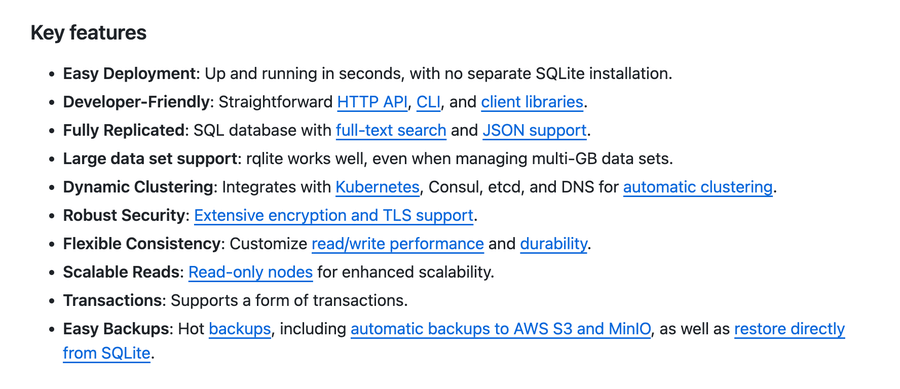 Key features
• Easy Deployment: Up and running in seconds, with no separate SQLite installation.
• Developer-Friendly: Straightforward HTTP API, CLI, and client libraries.
• Fully Replicated: SQL database with full-text search and JSON support.
• Large data set support: rqlite works well, even when managing multi-GB data sets.
• Dynamic Clustering: Integrates with Kubernetes, Consul, etcd, and DNS for automatic clustering.
• Robust Security: Extensive encryption and TLS support.
• Flexible Consistency: Customize read/write performance and durability.
• Scalable Reads: Read-only nodes for enhanced scalability.
• Transactions: Supports a form of transactions.
• Easy Backups: Hot backups, including automatic backups to AWS S3 and MinIO, as well as restore directly
from SQLite.